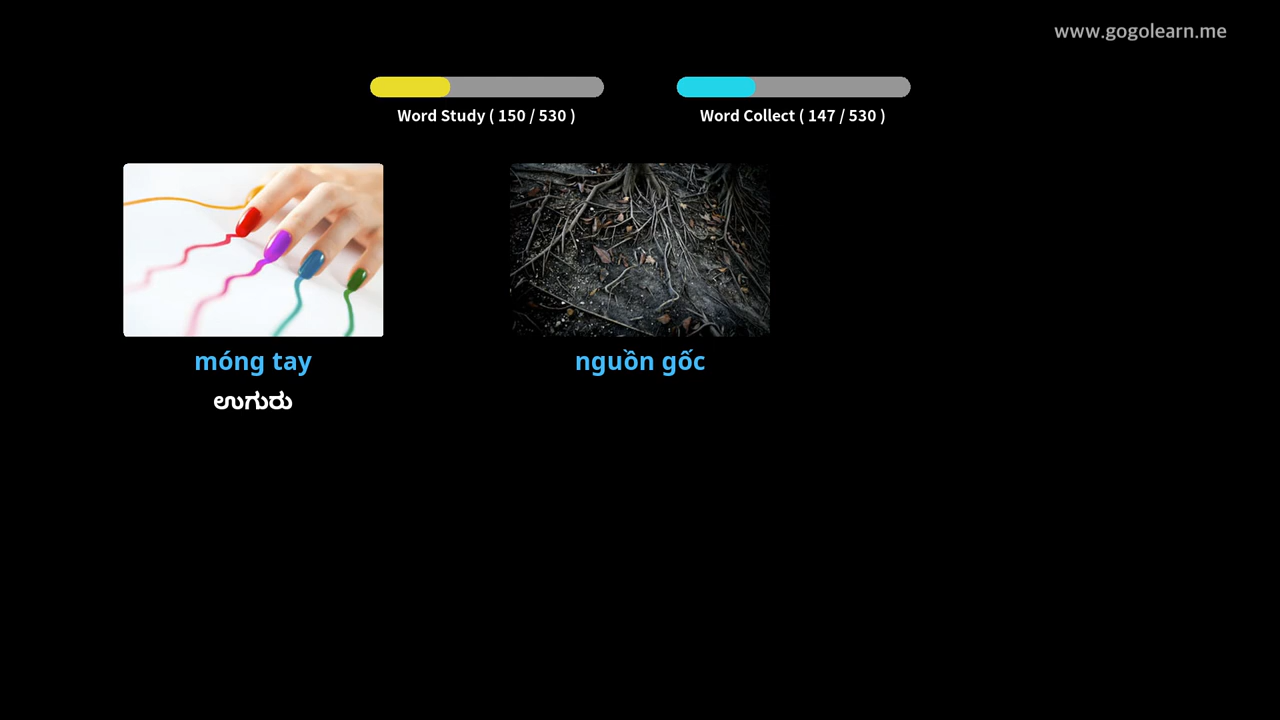 www.gogolearn.me
Word Study ( 150 / 530 )
Word Collect ( 147 / 530 )
móng tay
ಉಗುರು
nguồn gốc